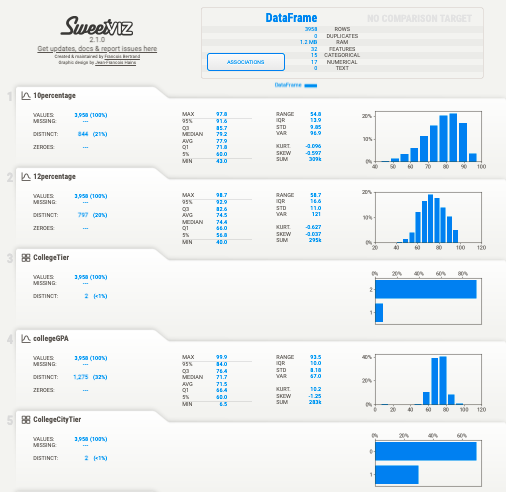 SweetVIZ
2.1.0
Get updates, docs & report issues here
Created & maintained by Francois Bertrand
Graphic design by Jean-Francois Hains
DataFrame
NO COMPARISON TARGET
3958 ROWS
0 DUPLICATES
1.2 MB RAM
32 FEATURES
15 CATEGORICAL
17 NUMERICAL
0 TEXT
ASSOCIATIONS
DataFrame
1 10percentage
VALUES: 3,958 (100%)
MISSING: ---
DISTINCT: 844 (21%)
ZEROES: ---
MAX 97.8
95% 91.6
Q3 85.7
MEDIAN 79.2
AVG 77.9
Q1 71.8
5% 60.0
MIN 43.0
RANGE 54.8
IQR 13.9
STD 9.85
VAR 96.9
KURT. -0.096
SKEW -0.597
SUM 309k
20%
10%
0%
40 50 60 70 80 90 100
2 12percentage
VALUES: 3,958 (100%)
MISSING: ---
DISTINCT: 797 (20%)
ZEROES: ---
MAX 98.7
95% 92.9
Q3 82.6
AVG 74.5
MEDIAN 74.4
Q1 66.0
5% 56.8
MIN 40.0
RANGE 58.7
IQR 16.6
STD 11.0
VAR 121
KURT. -0.627
SKEW -0.037
SUM 295k
20%
10%
0%
20 40 60 80 100 120
3 CollegeTier
VALUES: 3,958 (100%)
MISSING: ---
DISTINCT: 2 (<1%)
0% 20% 40% 60% 80%
2
1
4 collegeGPA
VALUES: 3,958 (100%)
MISSING: ---
DISTINCT: 1,275 (32%)
ZEROES: ---
MAX 99.9
95% 84.0
Q3 76.4
MEDIAN 71.7
AVG 71.5
Q1 66.4
5% 60.0
MIN 6.5
RANGE 93.5
IQR 10.0
STD 8.18
VAR 67.0
KURT. 10.2
SKEW -1.25
SUM 283k
40%
20%
0%
0 20 40 60 80 100 120
5 CollegeCityTier
VALUES: 3,958 (100%)
MISSING: ---
DISTINCT: 2 (<1%)
0% 20% 40% 60%
0
1